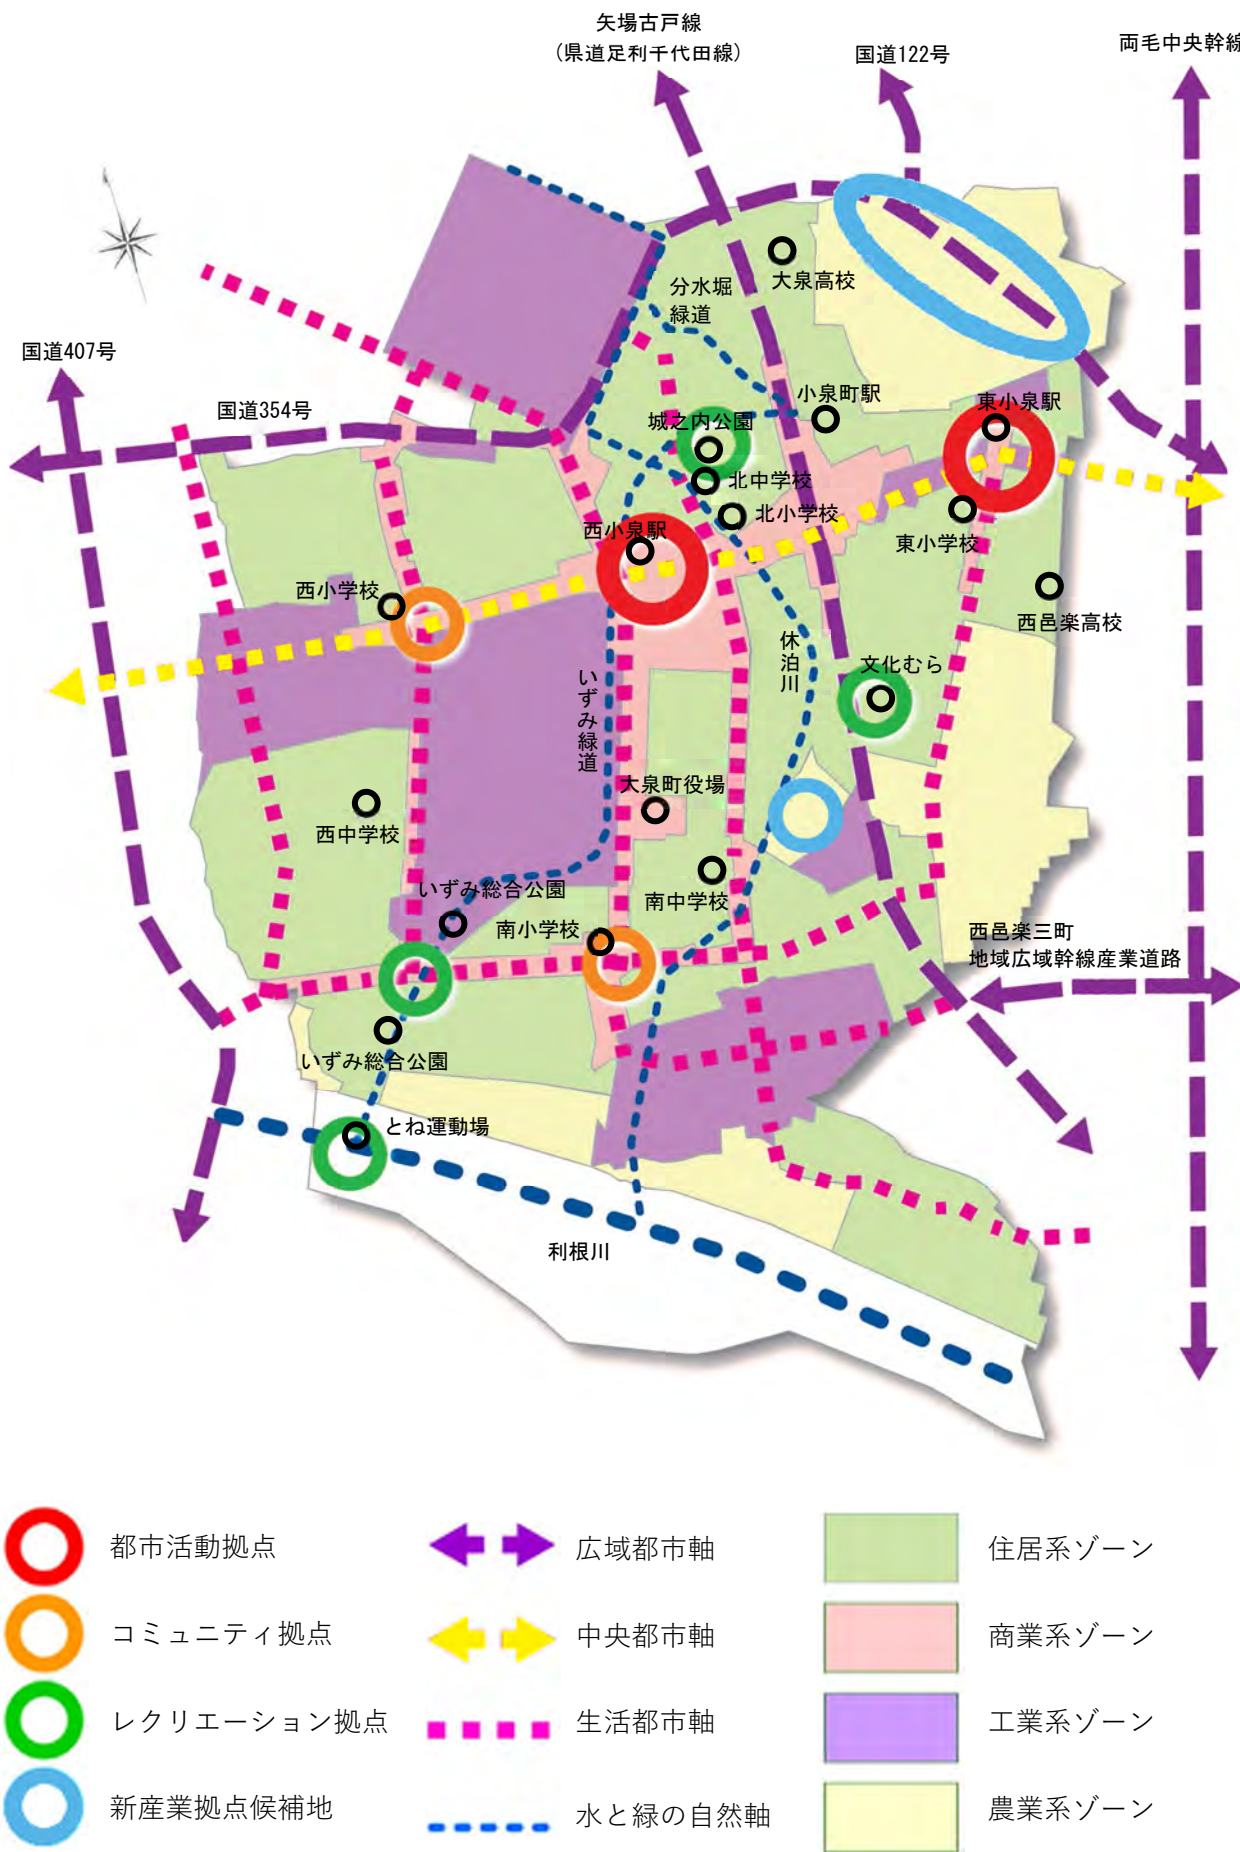 矢場古戸線
(県道足利千代田線)
国道122号
両毛中央幹線
分水堀
緑道
大泉高校
国道407号
国道354号
小泉町駅
東小泉駅
城之内公園
北中学校
北小学校
西小泉駅
東小学校
西小学校
西邑楽高校
休泊川
文化むら
いずみ緑道
大泉町役場
西中学校
いずみ総合公園
南中学校
南小学校
西邑楽三町
地域広域幹線産業道路
いずみ総合公園
とね運動場
利根川
都市活動拠点
広域都市軸
住居系ゾーン
コミュニティ拠点
中央都市軸
商業系ゾーン
レクリエーション拠点
生活都市軸
工業系ゾーン
新産業拠点候補地
水と緑の自然軸
農業系ゾーン